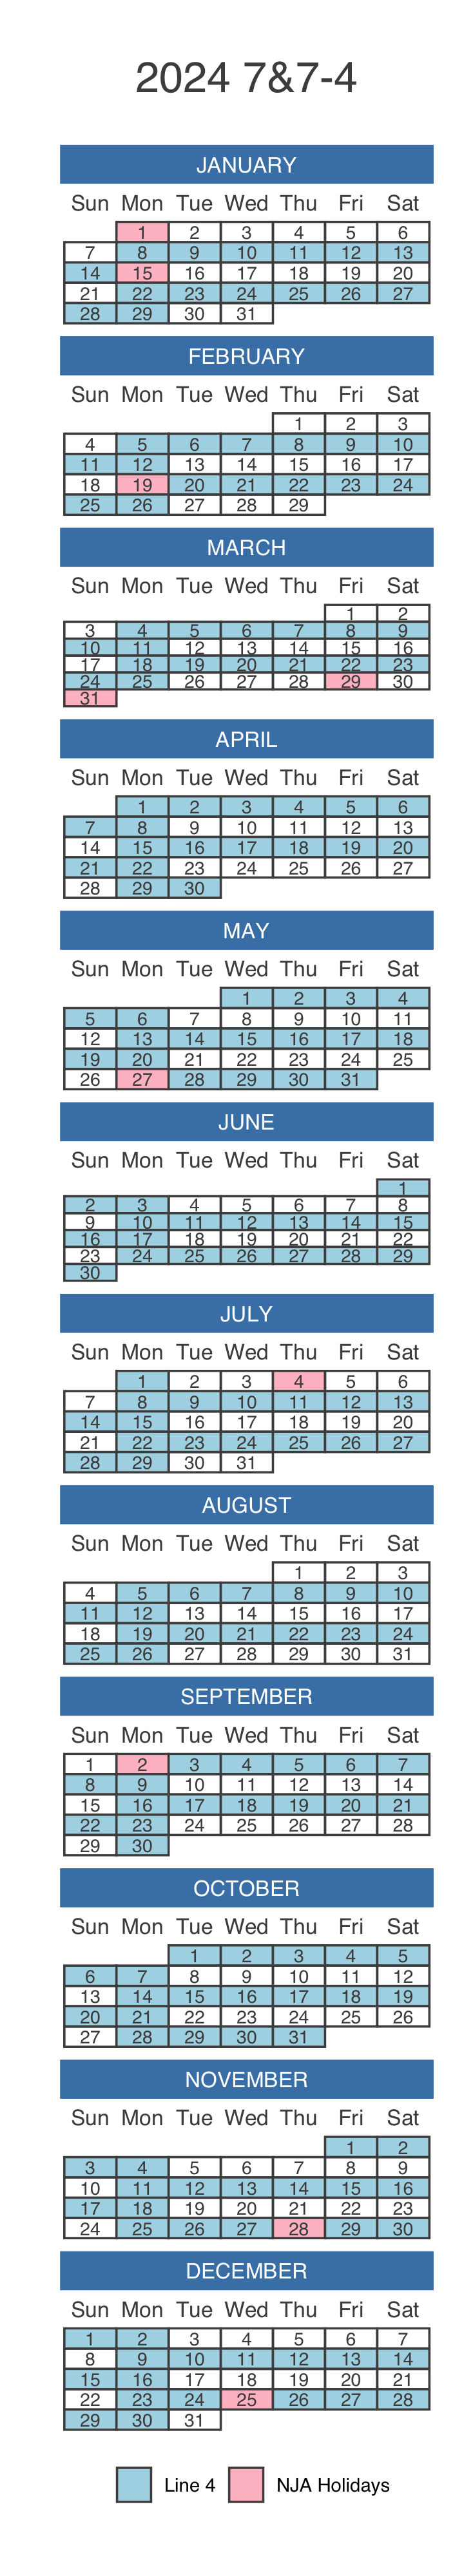 2024 7&7-4
JANUARY
Sun Mon Tue Wed Thu Fri Sat
1 2 3 4 5 6
7 8 9 10 11 12 13
14 15 16 17 18 19 20
21 22 23 24 25 26 27
28 29 30 31
FEBRUARY
Sun Mon Tue Wed Thu Fri Sat
1 2 3
4 5 6 7 8 9 10
11 12 13 14 15 16 17
18 19 20 21 22 23 24
25 26 27 28 29
MARCH
Sun Mon Tue Wed Thu Fri Sat
1 2
3 4 5 6 7 8 9
10 11 12 13 14 15 16
17 18 19 20 21 22 23
24 25 26 27 28 29 30
31
APRIL
Sun Mon Tue Wed Thu Fri Sat
1 2 3 4 5 6
7 8 9 10 11 12 13
14 15 16 17 18 19 20
21 22 23 24 25 26 27
28 29 30
MAY
Sun Mon Tue Wed Thu Fri Sat
1 2 3 4
5 6 7 8 9 10 11
12 13 14 15 16 17 18
19 20 21 22 23 24 25
26 27 28 29 30 31
JUNE
Sun Mon Tue Wed Thu Fri Sat
1
2 3 4 5 6 7 8
9 10 11 12 13 14 15
16 17 18 19 20 21 22
23 24 25 26 27 28 29
30
JULY
Sun Mon Tue Wed Thu Fri Sat
1 2 3 4 5 6
7 8 9 10 11 12 13
14 15 16 17 18 19 20
21 22 23 24 25 26 27
28 29 30 31
AUGUST
Sun Mon Tue Wed Thu Fri Sat
1 2 3
4 5 6 7 8 9 10
11 12 13 14 15 16 17
18 19 20 21 22 23 24
25 26 27 28 29 30 31
SEPTEMBER
Sun Mon Tue Wed Thu Fri Sat
1 2 3 4 5 6 7
8 9 10 11 12 13 14
15 16 17 18 19 20 21
22 23 24 25 26 27 28
29 30
OCTOBER
Sun Mon Tue Wed Thu Fri Sat
1 2 3 4 5
6 7 8 9 10 11 12
13 14 15 16 17 18 19
20 21 22 23 24 25 26
27 28 29 30 31
NOVEMBER
Sun Mon Tue Wed Thu Fri Sat
1 2
3 4 5 6 7 8 9
10 11 12 13 14 15 16
17 18 19 20 21 22 23
24 25 26 27 28 29 30
DECEMBER
Sun Mon Tue Wed Thu Fri Sat
1 2 3 4 5 6 7
8 9 10 11 12 13 14
15 16 17 18 19 20 21
22 23 24 25 26 27 28
29 30 31
Line 4 NJA Holidays